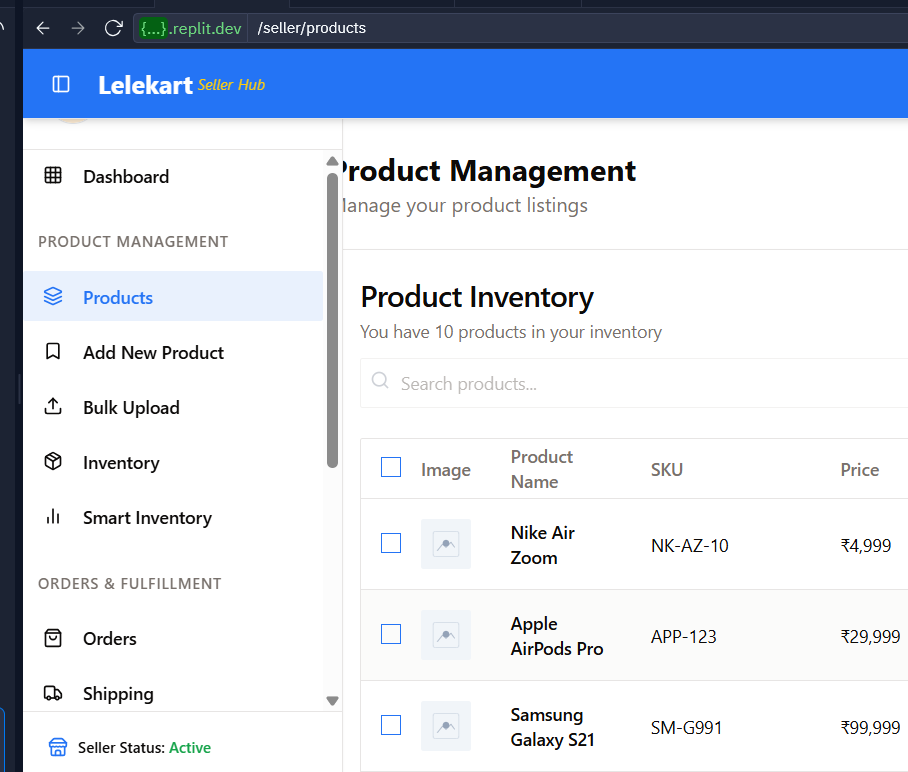 {...}.replit.dev /seller/products
Lelekart Seller Hub
Dashboard
PRODUCT MANAGEMENT
Products
Add New Product
Bulk Upload
Inventory
Smart Inventory
ORDERS & FULFILLMENT
Orders
Shipping
Seller Status: Active
Product Management
Manage your product listings
Product Inventory
You have 10 products in your inventory
Search products...
Image Product Name SKU Price
Nike Air Zoom NK-AZ-10 ₹4,999
Apple AirPods Pro APP-123 ₹29,999
Samsung Galaxy S21 SM-G991 ₹99,999